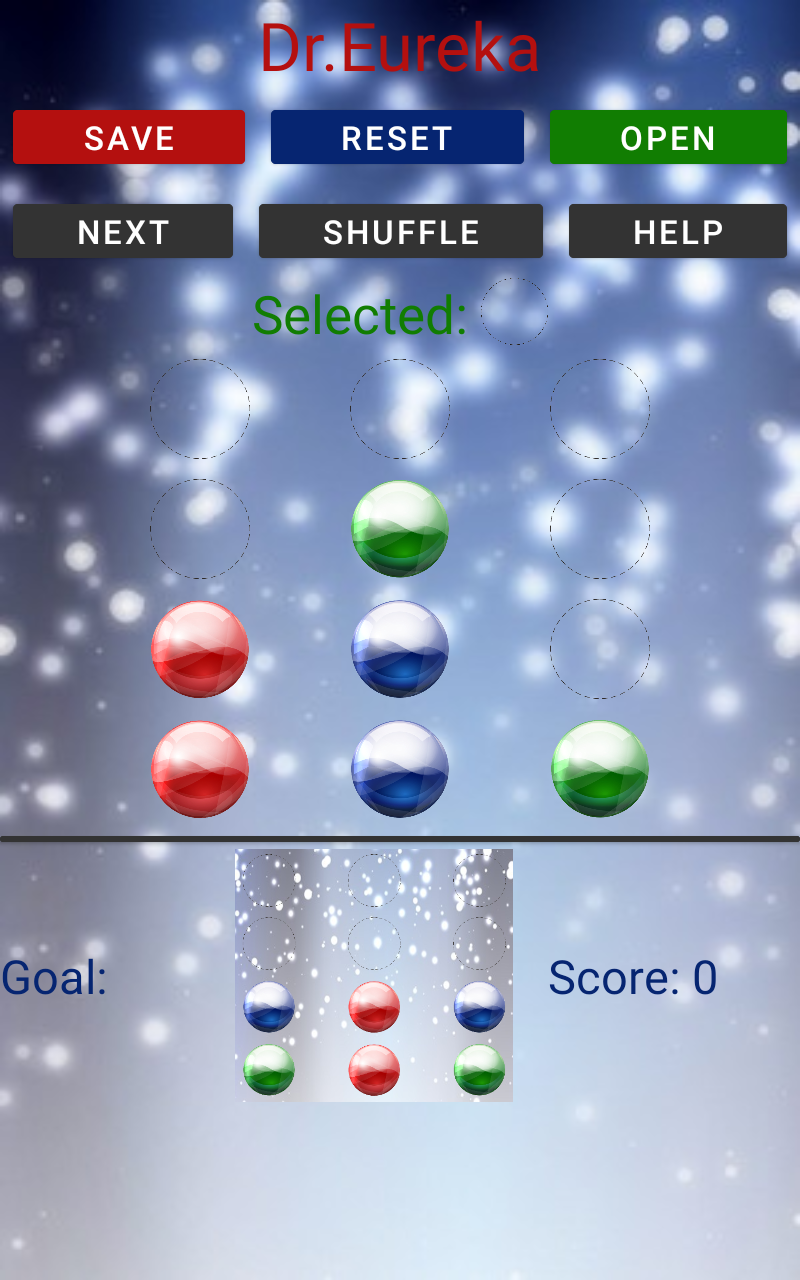 Dr.Eureka
SAVE RESET OPEN
NEXT SHUFFLE HELP
Selected:
Goal: Score: 0